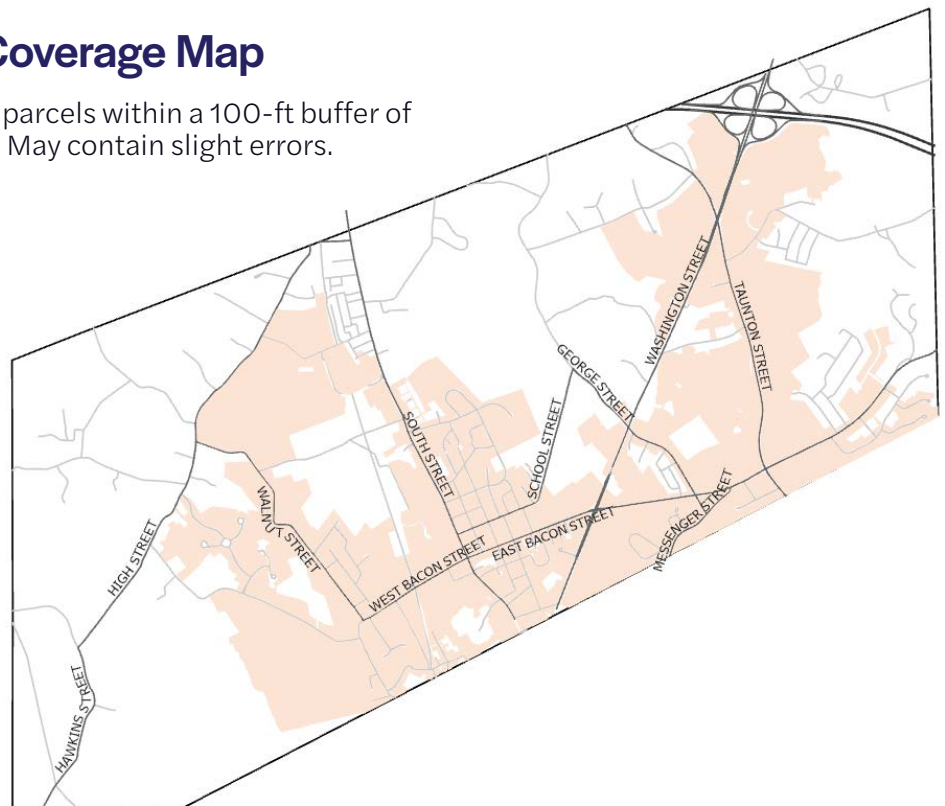 Coverage Map
parcels within a 100-ft buffer of
May contain slight errors.
WASHINGTON STREET
TAUNTON STREET
GEORGE STREET
SCHOOL STREET
SOUTH STREET
WALNUT STREET
HIGH STREET
WEST BACON STREET
EAST BACON STREET
MESSENGER STREET
HAWKINS STREET